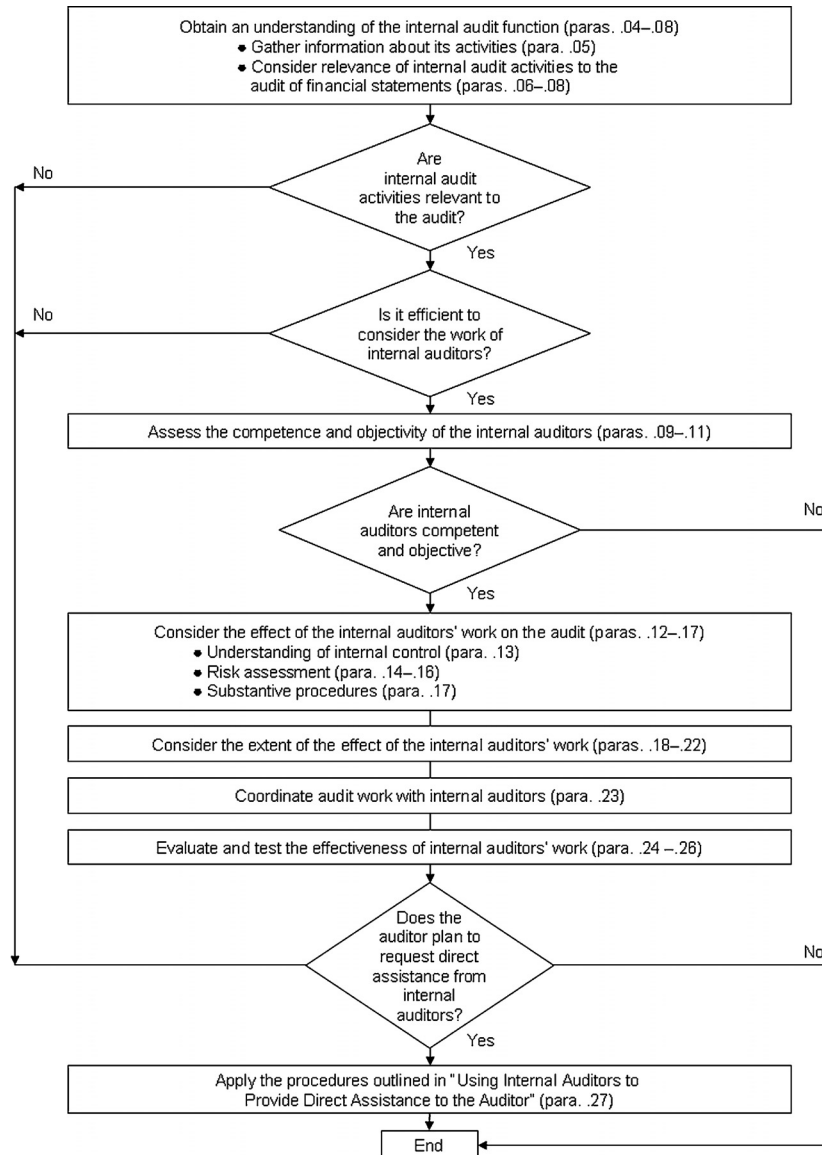 Obtain an understanding of the internal audit function (paras. .04–.08)
● Gather information about its activities (para. .05)
● Consider relevance of internal audit activities to the
audit of financial statements (paras. .06–.08)
No
Are
internal audit
activities relevant to
the audit?
Yes
No
Is it efficient to
consider the work of
internal auditors?
Yes
Assess the competence and objectivity of the internal auditors (paras. .09–.11)
Are internal
auditors competent
and objective?
No
Yes
Consider the effect of the internal auditors' work on the audit (paras. .12–.17)
● Understanding of internal control (para. .13)
● Risk assessment (para. .14–.16)
● Substantive procedures (para. .17)
Consider the extent of the effect of the internal auditors' work (paras. .18–.22)
Coordinate audit work with internal auditors (para. .23)
Evaluate and test the effectiveness of internal auditors' work (para. .24 –.26)
Does the
auditor plan to
request direct
assistance from
internal
auditors?
No
Yes
Apply the procedures outlined in "Using Internal Auditors to
Provide Direct Assistance to the Auditor" (para. .27)
End